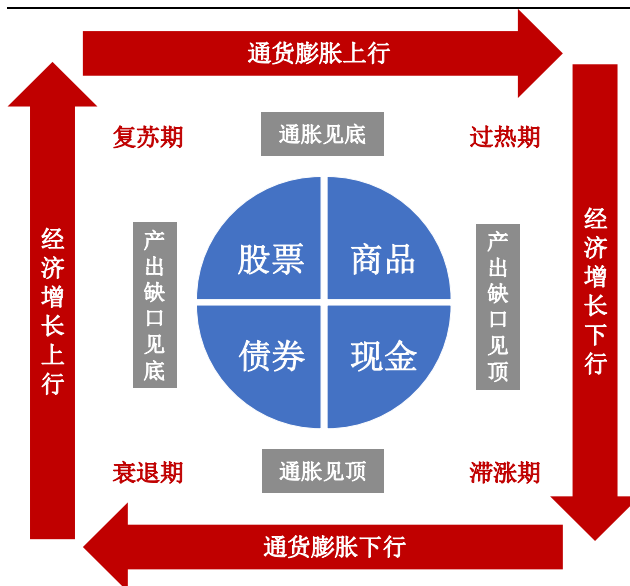 通货膨胀上行
复苏期
通胀见底
过热期
经济增长上行
产出缺口见底
股票
商品
债券
现金
产出缺口见顶
经济增长下行
衰退期
通胀见顶
滞涨期
通货膨胀下行